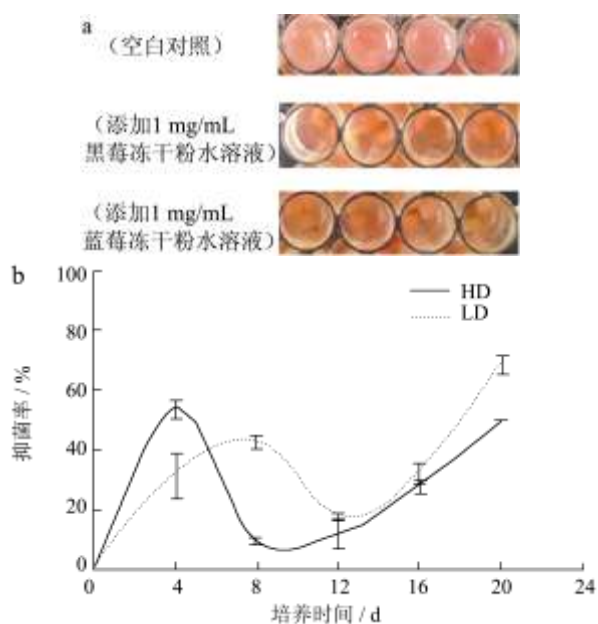 a
（空白对照）
（添加1 mg/mL
黑莓冻干粉水溶液）
（添加1 mg/mL
蓝莓冻干粉水溶液）
b
100
HD
LD
80
60
40
20
0
抑菌率 / %
0 4 8 12 16 20 24
培养时间 / d